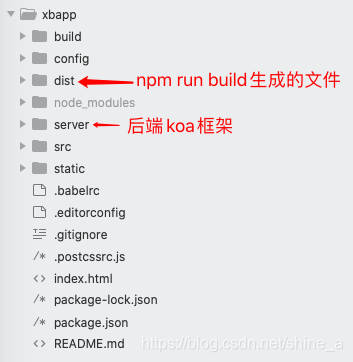 xbapp
build
config
dist npm run build生成的文件
node_modules
server 后端koa框架
src
static
.babelrc
.editorconfig
.gitignore
.postcssrc.js
index.html
package-lock.json
package.json
README.md
https://blog.csdn.net/shine_a